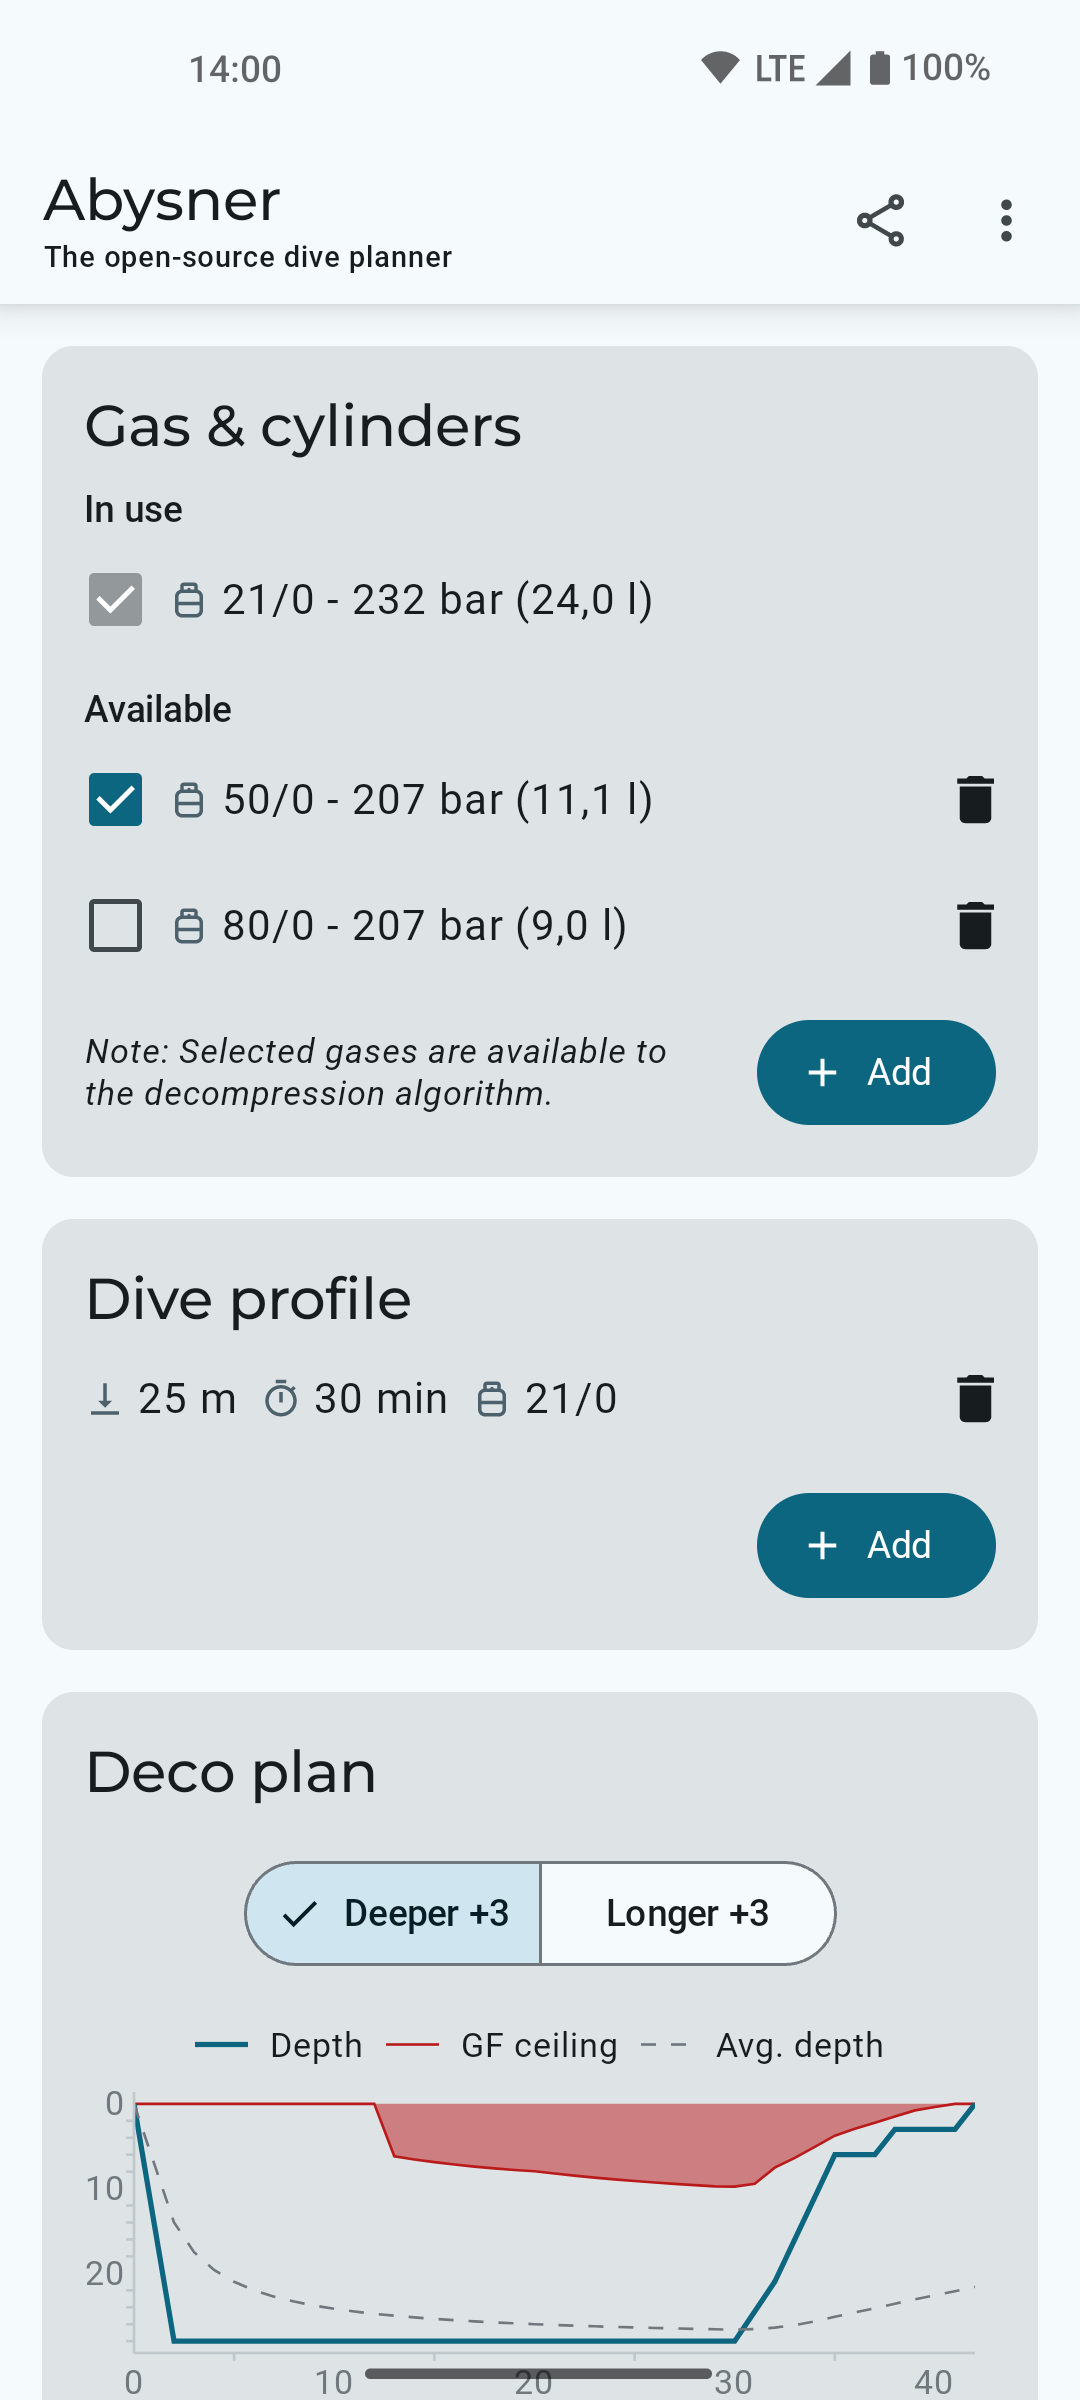 14:00
LTE 100%
Abysner
The open-source dive planner
Gas & cylinders
In use
21/0 - 232 bar (24,0 l)
Available
50/0 - 207 bar (11,1 l)
80/0 - 207 bar (9,0 l)
Note: Selected gases are available to
the decompression algorithm.
Add
Dive profile
25 m 30 min 21/0
Add
Deco plan
Deeper +3 Longer +3
Depth GF ceiling Avg. depth
0
10
20
0 10 20 30 40